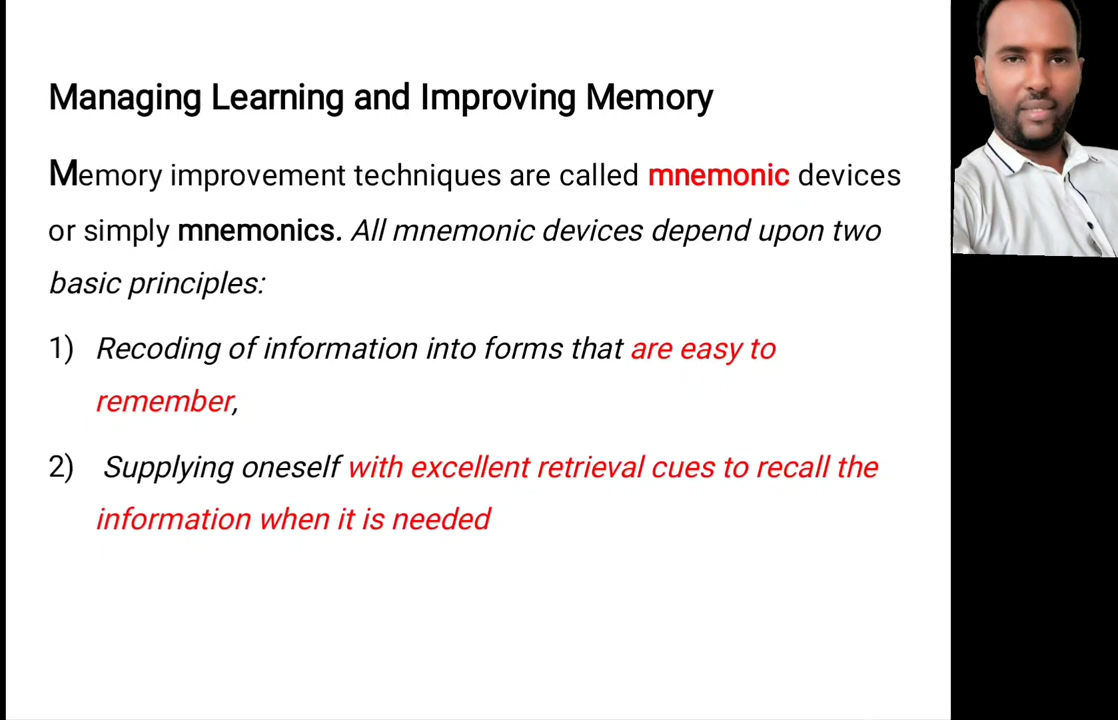 Managing Learning and Improving Memory
Memory improvement techniques are called mnemonic devices
or simply mnemonics. All mnemonic devices depend upon two
basic principles:
1) Recoding of information into forms that are easy to
remember,
2) Supplying oneself with excellent retrieval cues to recall the
information when it is needed